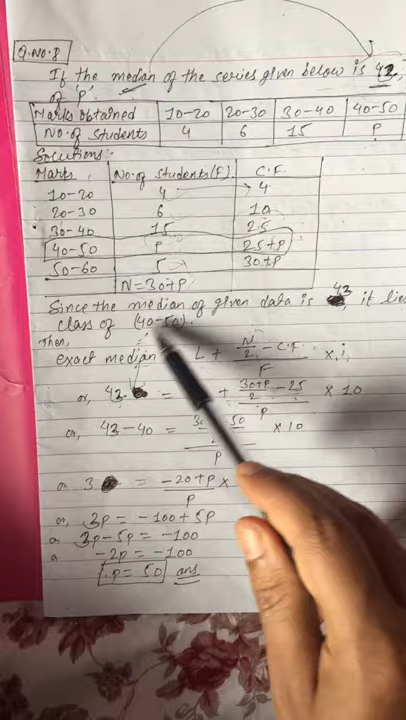 Q.No.8
If the median of the series given below is 43,
of 'p'.
Marks obtained 10-20 20-30 30-40 40-50
No. of students 4 6 15 P
Solutions:-
Marks, No. of students (F) C.F.
10-20 4 4
20-30 6 10
30-40 15 25
40-50 P 25+P
50-60 5 30+P
N=30+P
Since the median of given data is 43, it lies
class of (40-50).
Then,
exact median = L + N/2 - C.F / F × i
or, 43 = + 30+P/2 - 25 / P × 10
or, 43-40 = 50 / P × 10
or 3 = -20+P / P ×
or, 3P = -100+5P
or 3P-5P = -100
-2P = -100
P = 50 ans